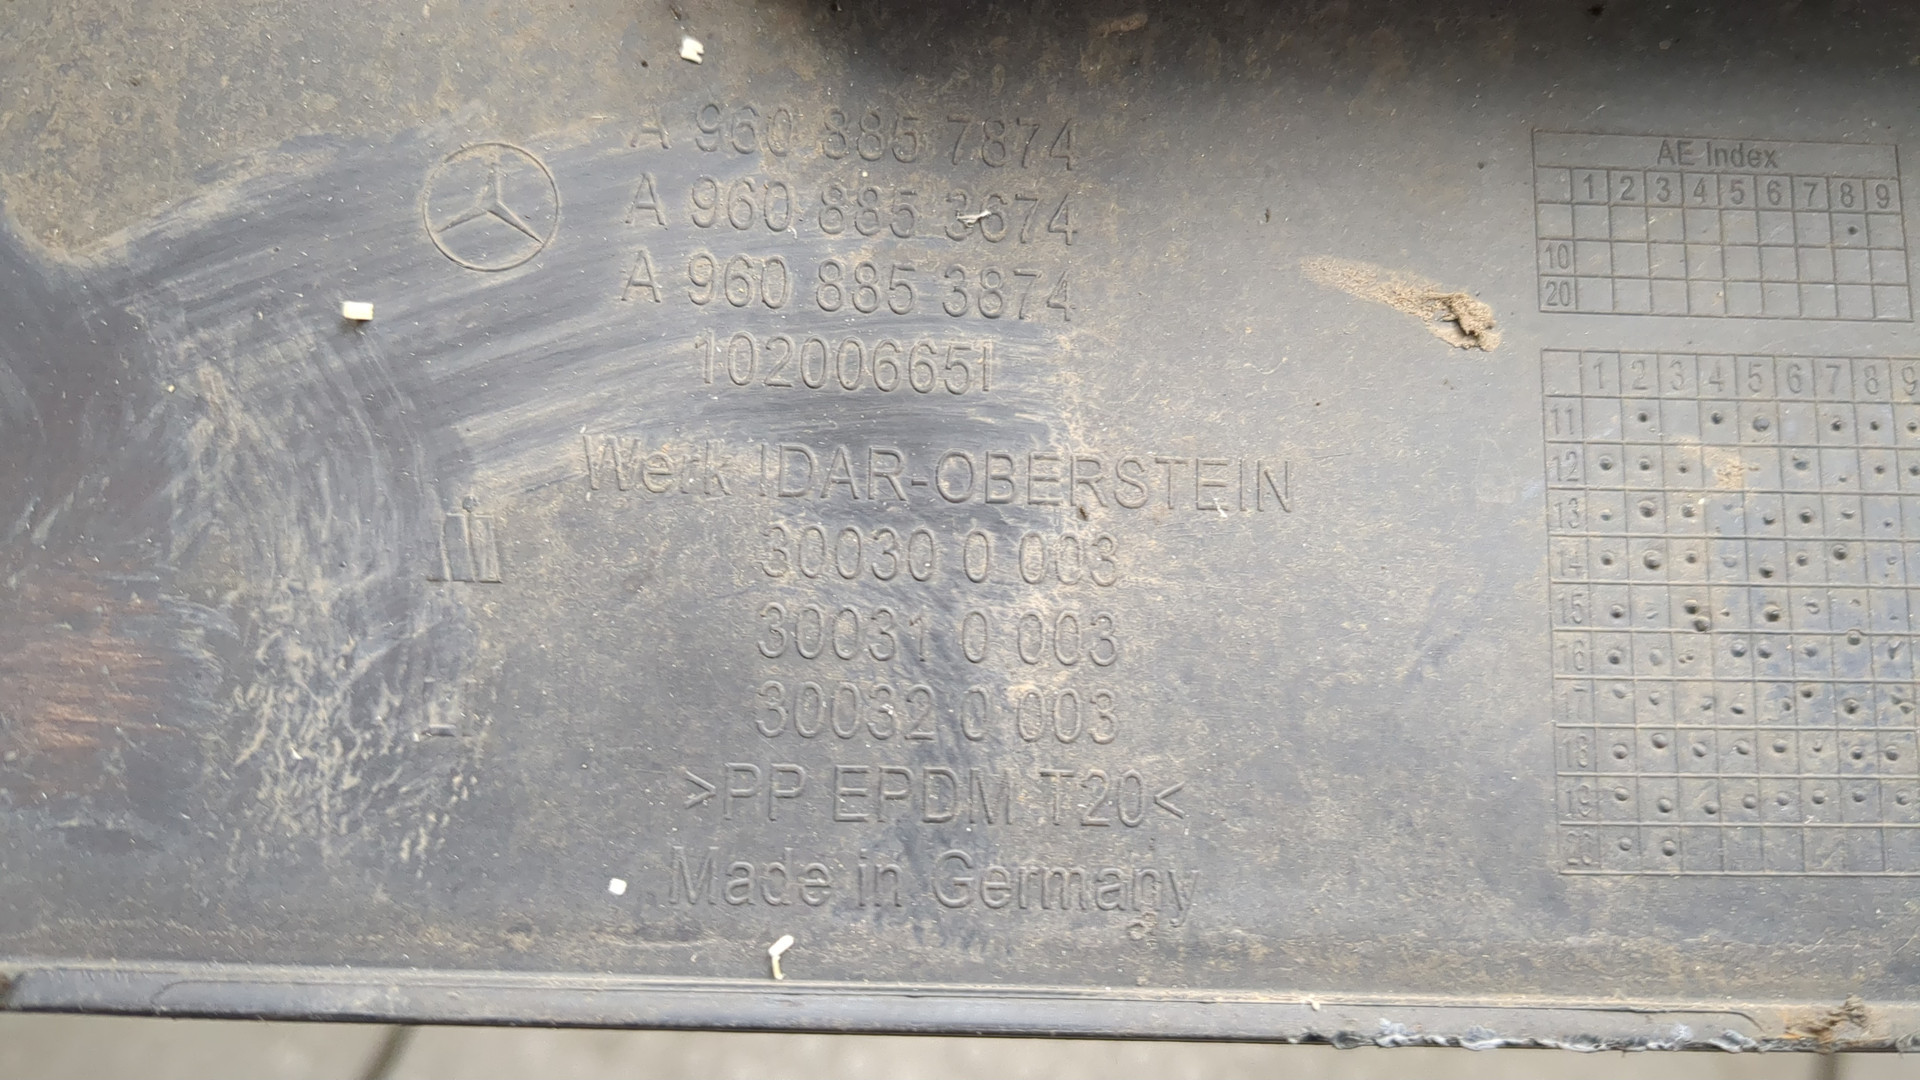 A 960 885 7874
A 960 885 3674
A 960 885 3874
102006651
Werk IDAR-OBERSTEIN
30030 0 003
30031 0 003
30032 0 003
>PP EPDM T20<
Made in Germany
AE Index
1 2 3 4 5 6 7 8 9
10
20
1 2 3 4 5 6 7 8 9
11
12
13
14
15
16
17
18
19
20